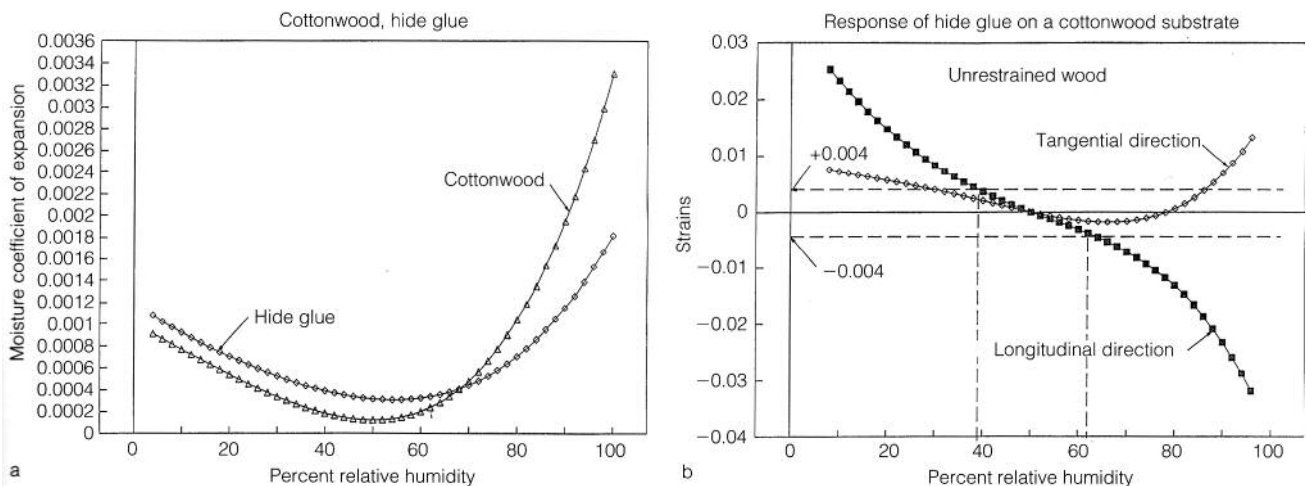 Cottonwood, hide glue
0.0036
0.0034
0.0032
0.003
0.0028
0.0026
0.0024
0.0022
0.002
0.0018
0.0016
0.0014
0.0012
0.001
0.0008
0.0006
0.0004
0.0002
0
Moisture coefficient of expansion
Cottonwood
Hide glue
0 20 40 60 80 100
Percent relative humidity
a
Response of hide glue on a cottonwood substrate
0.03
0.02
0.01
0
−0.01
−0.02
−0.03
−0.04
Strains
Unrestrained wood
Tangential direction
+0.004
−0.004
Longitudinal direction
0 20 40 60 80 100
Percent relative humidity
b